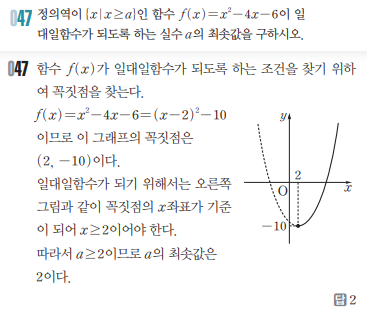 047 정의역이 {x|x≥a}인 함수 f(x)=x²-4x-6이 일
대일함수가 되도록 하는 실수 a의 최솟값을 구하시오.
047 함수 f(x)가 일대일함수가 되도록 하는 조건을 찾기 위하
여 꼭짓점을 찾는다.
f(x)=x²-4x-6=(x-2)²-10
이므로 이 그래프의 꼭짓점은
(2, -10)이다.
일대일함수가 되기 위해서는 오른쪽
그림과 같이 꼭짓점의 x좌표가 기준
이 되어 x≥2이어야 한다.
따라서 a≥2이므로 a의 최솟값은
2이다.
y
2
O
x
-10
답 2